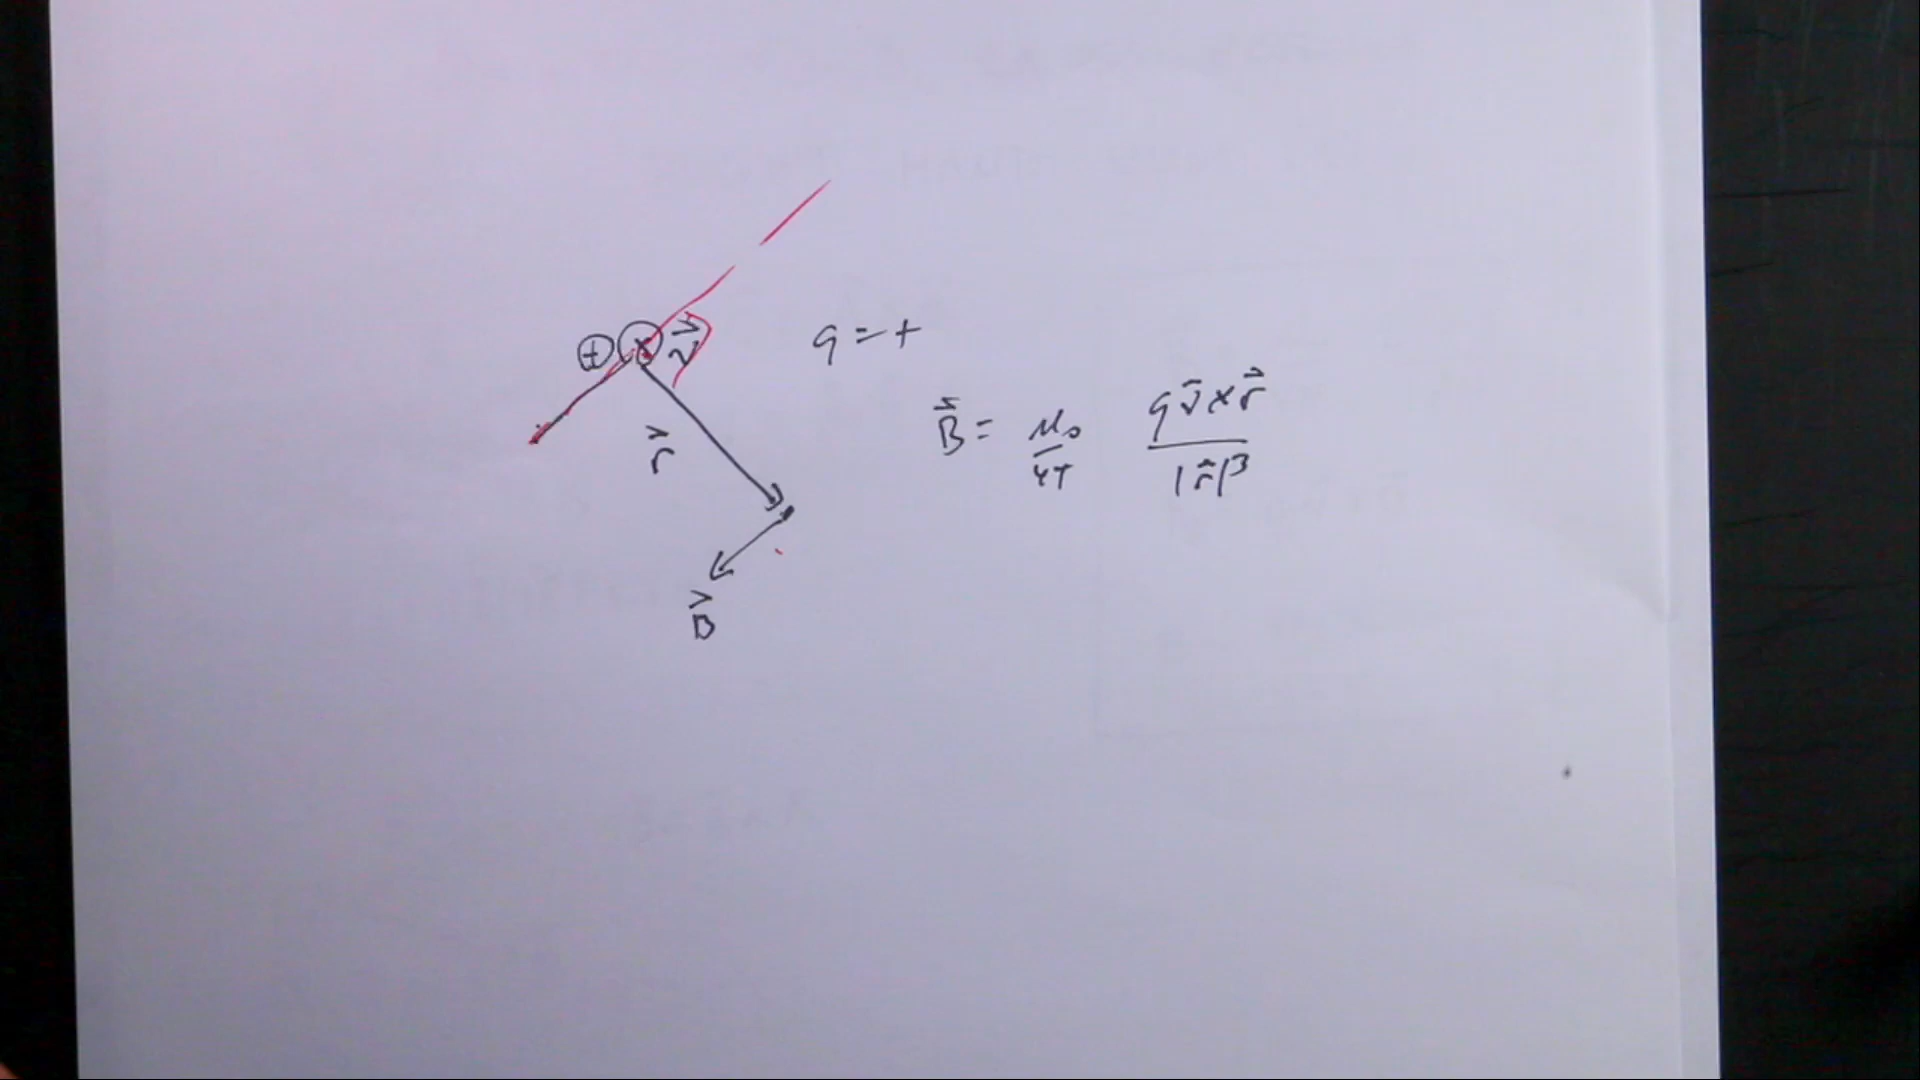 + v⃗
q = +
B⃗ = μ₀/4π q v⃗ × r⃗ / |r⃗|³
r⃗
B⃗